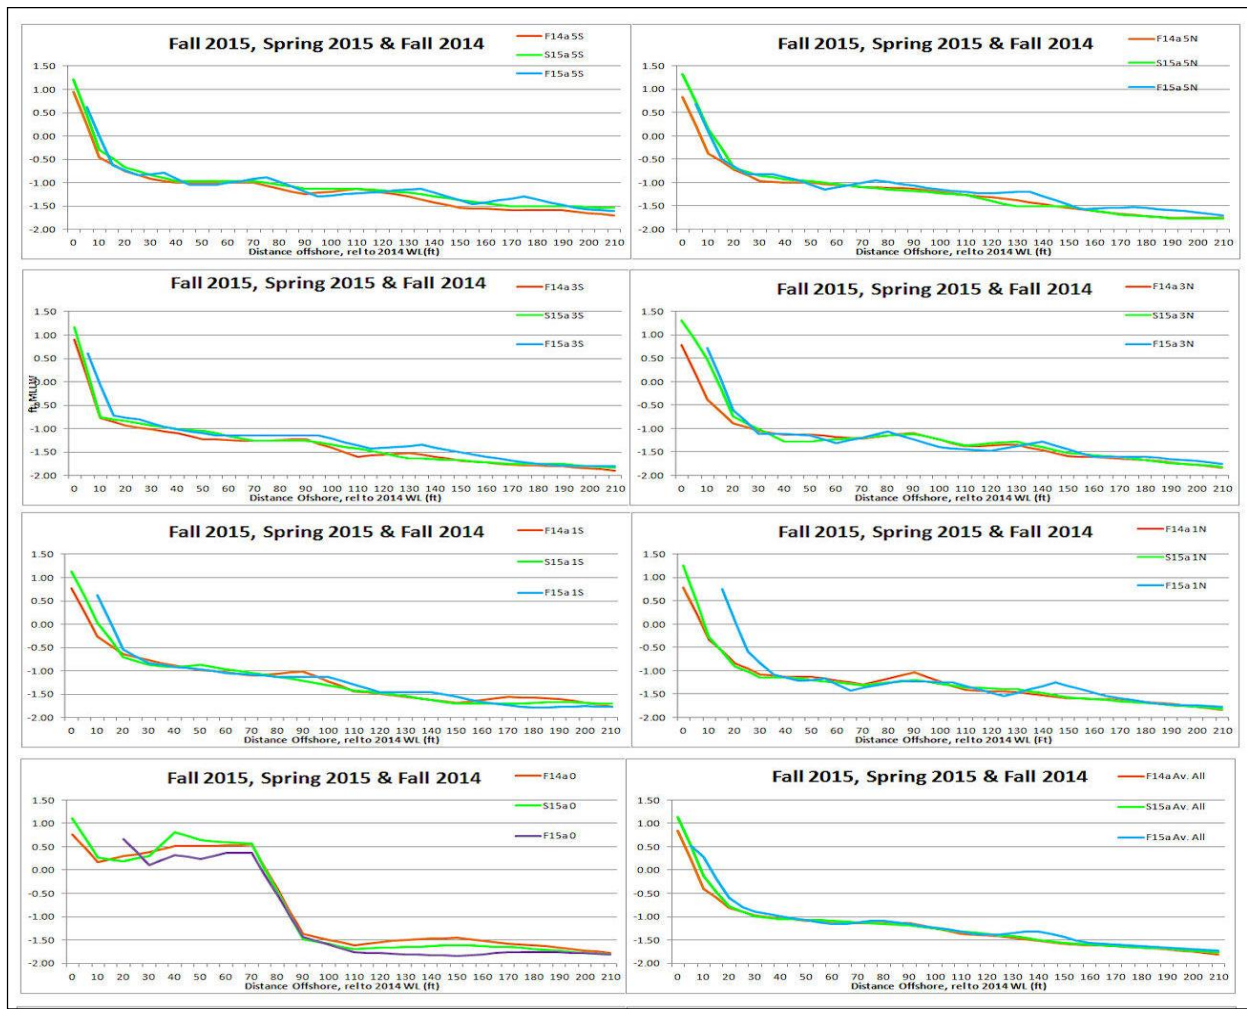 Fall 2015, Spring 2015 & Fall 2014
F14a 5S
S15a 5S
F15a 5S
1.50
1.00
0.50
0.00
-0.50
-1.00
-1.50
-2.00
0 10 20 30 40 50 60 70 80 90 100 110 120 130 140 150 160 170 180 190 200 210
Distance Offshore, rel to 2014 WL (ft)
Fall 2015, Spring 2015 & Fall 2014
F14a 5N
S15a 5N
F15a 5N
1.50
1.00
0.50
0.00
-0.50
-1.00
-1.50
-2.00
0 10 20 30 40 50 60 70 80 90 100 110 120 130 140 150 160 170 180 190 200 210
Distance Offshore, rel to 2014 WL (ft)
Fall 2015, Spring 2015 & Fall 2014
F14a 3S
S15a 3S
F15a 3S
1.50
1.00
0.50
0.00
-0.50
-1.00
-1.50
-2.00
ft, MLLW
0 10 20 30 40 50 60 70 80 90 100 110 120 130 140 150 160 170 180 190 200 210
Distance Offshore, rel to 2014 WL (ft)
Fall 2015, Spring 2015 & Fall 2014
F14a 3N
S15a 3N
F15a 3N
1.50
1.00
0.50
0.00
-0.50
-1.00
-1.50
-2.00
0 10 20 30 40 50 60 70 80 90 100 110 120 130 140 150 160 170 180 190 200 210
Distance Offshore, rel to 2014 WL (ft)
Fall 2015, Spring 2015 & Fall 2014
F14a 1S
S15a 1S
F15a 1S
1.50
1.00
0.50
0.00
-0.50
-1.00
-1.50
-2.00
0 10 20 30 40 50 60 70 80 90 100 110 120 130 140 150 160 170 180 190 200 210
Distance Offshore, rel to 2014 WL (ft)
Fall 2015, Spring 2015 & Fall 2014
F14a 1N
S15a 1N
F15a 1N
1.50
1.00
0.50
0.00
-0.50
-1.00
-1.50
-2.00
0 10 20 30 40 50 60 70 80 90 100 110 120 130 140 150 160 170 180 190 200 210
Distance Offshore, rel to 2014 WL (Ft)
Fall 2015, Spring 2015 & Fall 2014
F14a 0
S15a 0
F15a 0
1.50
1.00
0.50
0.00
-0.50
-1.00
-1.50
-2.00
0 10 20 30 40 50 60 70 80 90 100 110 120 130 140 150 160 170 180 190 200 210
Distance Offshore, rel to 2014 WL (ft)
Fall 2015, Spring 2015 & Fall 2014
F14a Av. All
S15a Av. All
F15a Av. All
1.50
1.00
0.50
0.00
-0.50
-1.00
-1.50
-2.00
0 10 20 30 40 50 60 70 80 90 100 110 120 130 140 150 160 170 180 190 200 210
Distance Offshore, rel to 2014 WL (ft)